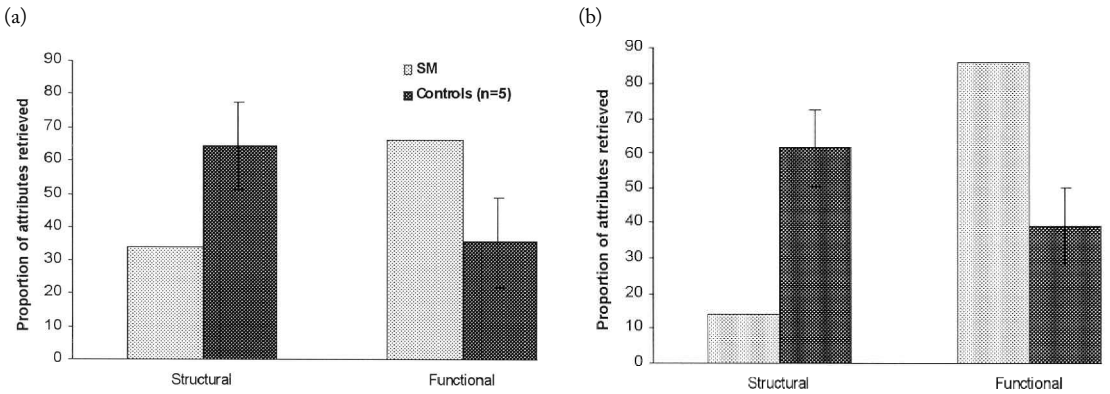 (a)
Proportion of attributes retrieved
90
80
70
60
50
40
30
20
10
0
SM
Controls (n=5)
Structural
Functional
(b)
Proportion of attributes retrieved
90
80
70
60
50
40
30
20
10
0
Structural
Functional